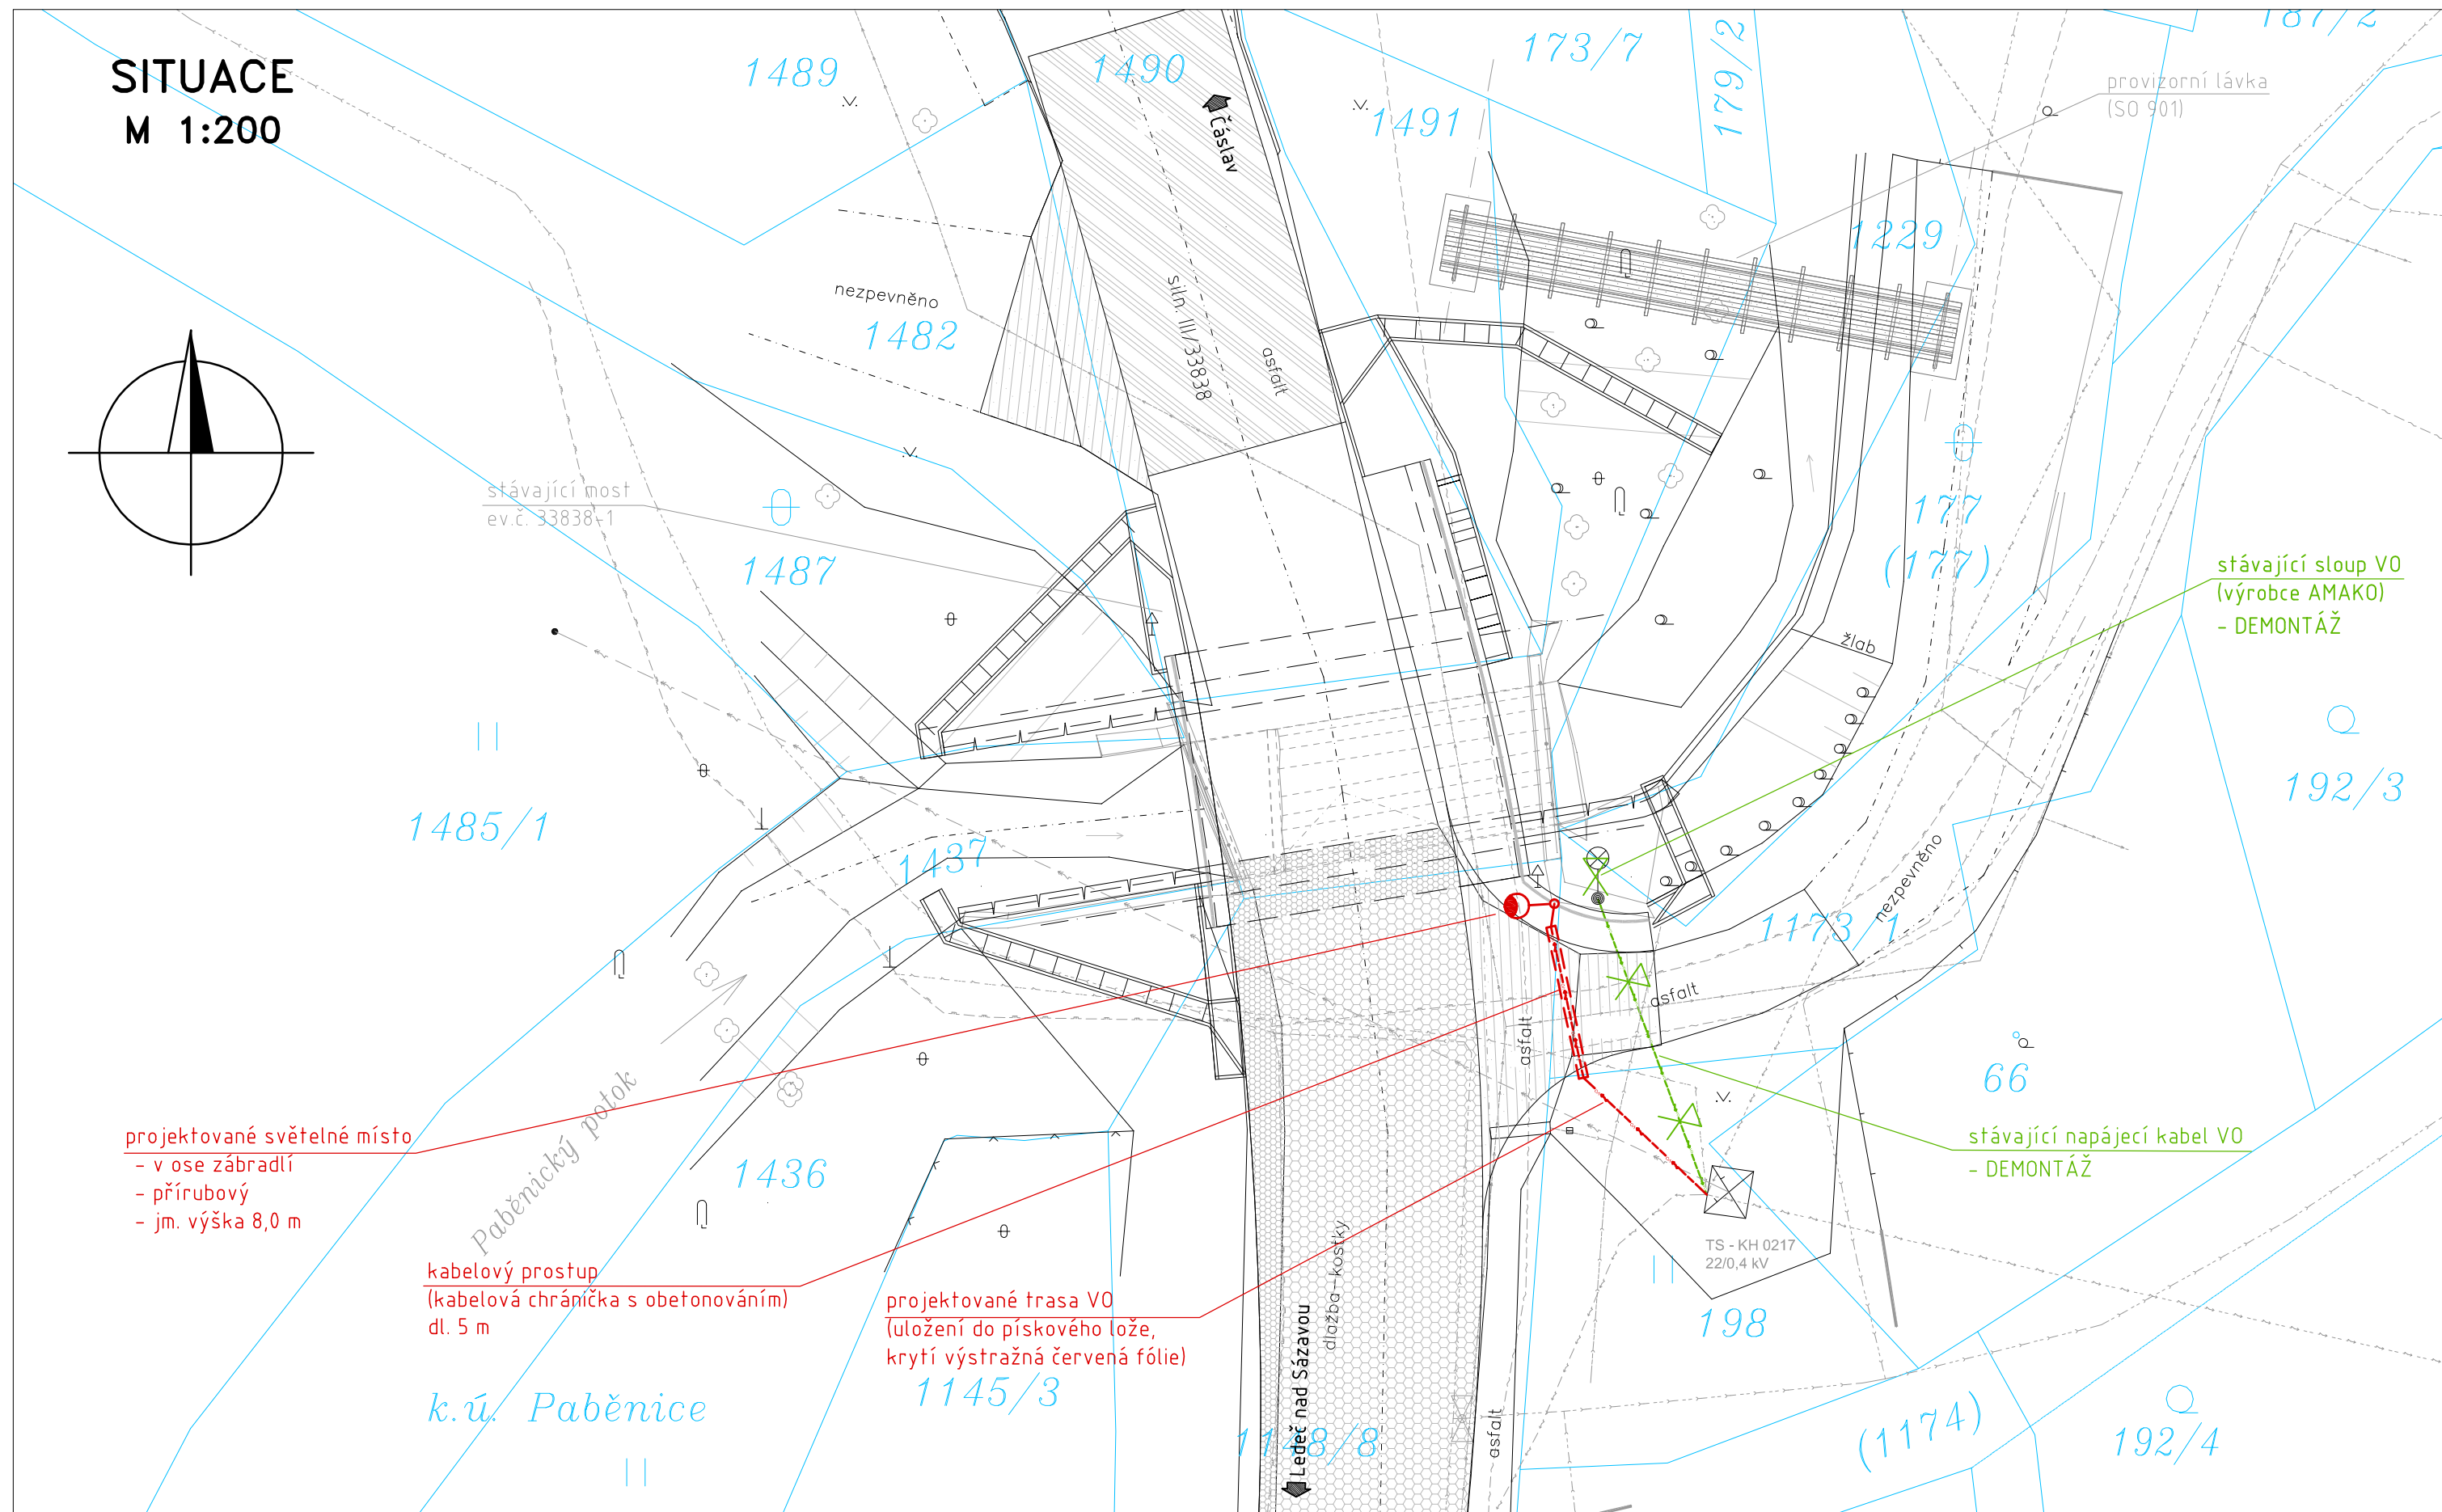 SITUACE
M 1:200
1489
1490
173/7
179/2
187/2
1491
Čáslav
provizorní lávka
(SO 901)
1229
nezpevněno
1482
siln. III/33838
asfalt
stávající most
ev.č. 33838-1
1487
177
(177)
stávající sloup VO
(výrobce AMAKO)
- DEMONTÁŽ
žlab
192/3
1485/1
1437
nezpevněno
1173/1
asfalt
asfalt
66
Paběnický potok
projektované světelné místo
- v ose zábradlí
- přírubový
- jm. výška 8,0 m
1436
stávající napájecí kabel VO
- DEMONTÁŽ
TS - KH 0217
22/0,4 kV
kabelový prostup
(kabelová chránička s obetonováním)
dl. 5 m
projektované trasa VO
(uložení do pískového lože,
krytí výstražná červená fólie)
dlažba-kostky
198
1145/3
k.ú. Paběnice
Ledeč nad Sázavou
1148/8
asfalt
(1174)
192/4